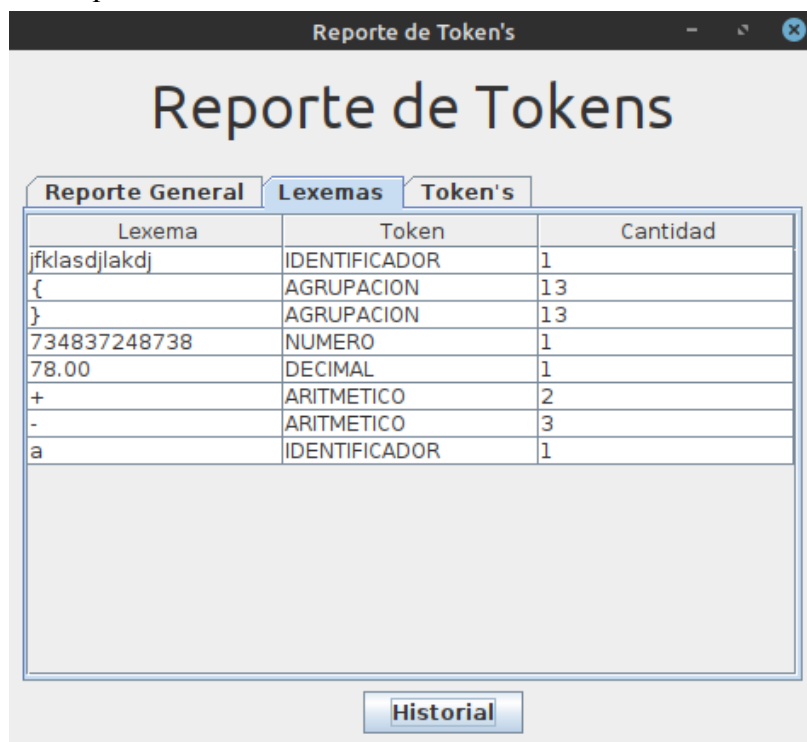 Reporte de Token's
Reporte de Tokens
Reporte General Lexemas Token's
Lexema Token Cantidad
jfklasdjlakdj IDENTIFICADOR 1
{ AGRUPACION 13
} AGRUPACION 13
734837248738 NUMERO 1
78.00 DECIMAL 1
+ ARITMETICO 2
- ARITMETICO 3
a IDENTIFICADOR 1
Historial